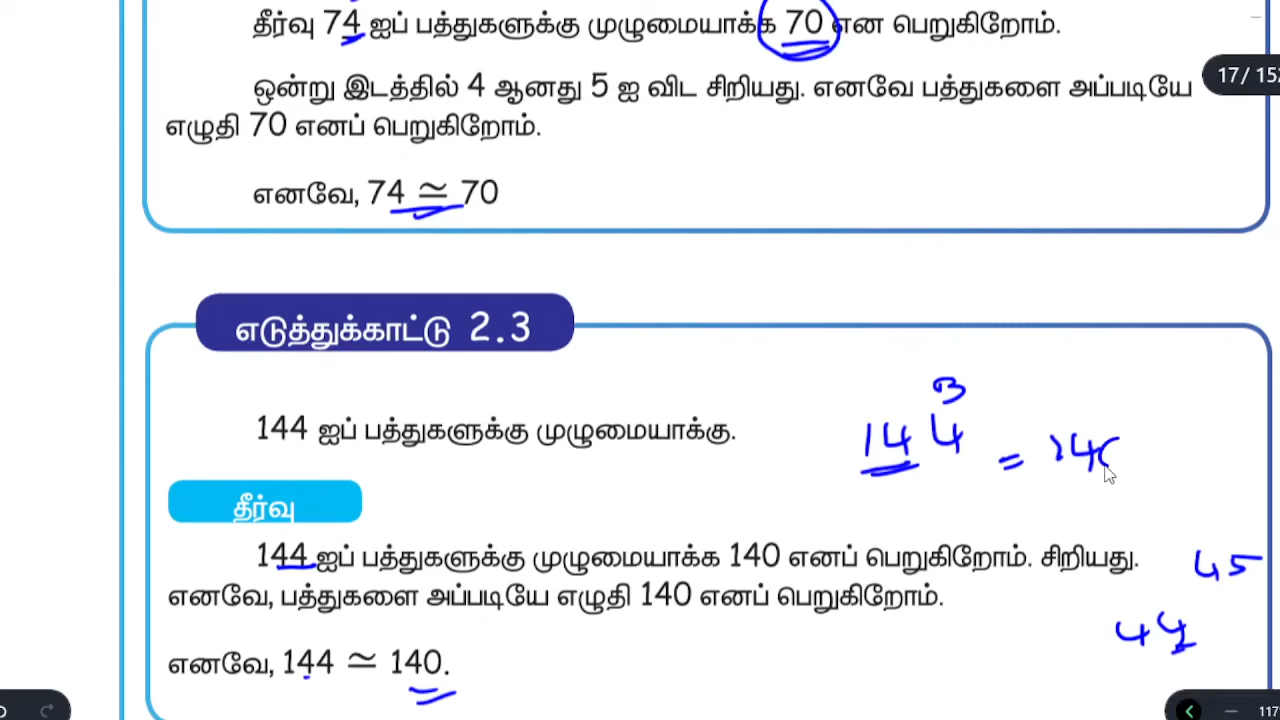 தீர்வு 74 ஐப் பத்துகளுக்கு முழுமையாக்க 70 என பெறுகிறோம்.
17/ 152
ஒன்று இடத்தில் 4 ஆனது 5 ஐ விட சிறியது. எனவே பத்துகளை அப்படியே
எழுதி 70 எனப் பெறுகிறோம்.
எனவே, 74 ≃ 70
எடுத்துக்காட்டு 2.3
144 ஐப் பத்துகளுக்கு முழுமையாக்கு.
144 = 140
தீர்வு
144 ஐப் பத்துகளுக்கு முழுமையாக்க 140 எனப் பெறுகிறோம். சிறியது.
45
எனவே, பத்துகளை அப்படியே எழுதி 140 எனப் பெறுகிறோம்.
44
எனவே, 144 ≃ 140.
117